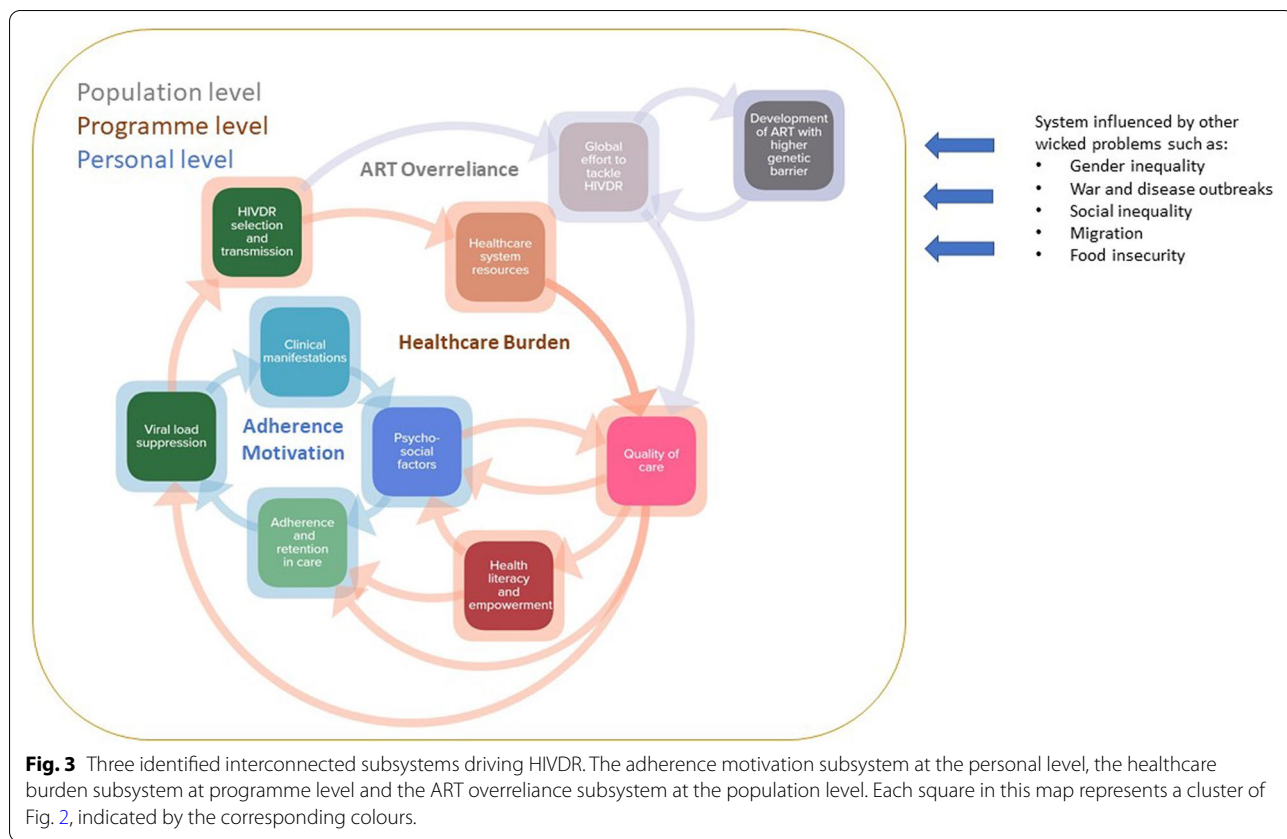 Population level
Programme level
Personal level
ART Overreliance
Global
effort to
tackle
HIVDR
Development
of ART with
higher
genetic
barrier
HIVDR
selection
and
transmission
Healthcare
system
resources
Healthcare Burden
Clinical
manifestations
Viral load
suppression
Adherence
Motivation
Psycho-
social
factors
Quality of
care
Adherence
and
retention
in care
Health
literacy
and
empowerment
System influenced by other
wicked problems such as:
• Gender inequality
• War and disease outbreaks
• Social inequality
• Migration
• Food insecurity
Fig. 3 Three identified interconnected subsystems driving HIVDR. The adherence motivation subsystem at the personal level, the healthcare
burden subsystem at programme level and the ART overreliance subsystem at the population level. Each square in this map represents a cluster of
Fig. 2, indicated by the corresponding colours.